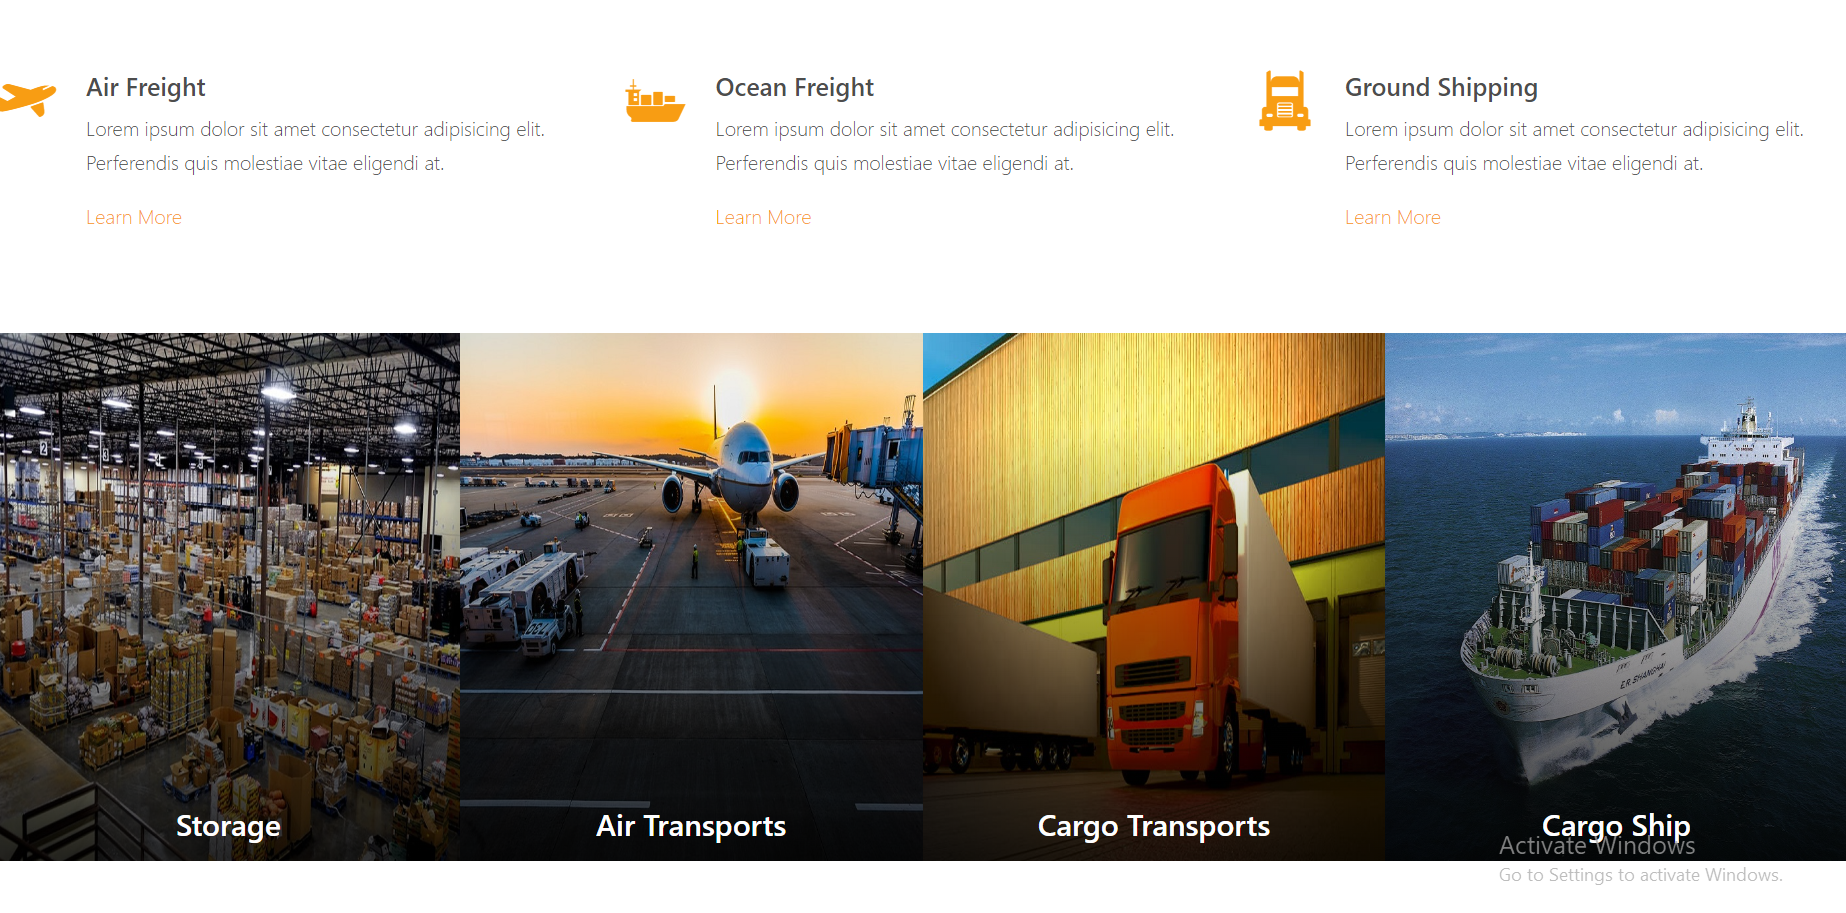 Air Freight
Lorem ipsum dolor sit amet consectetur adipisicing elit.
Perferendis quis molestiae vitae eligendi at.
Learn More
Ocean Freight
Lorem ipsum dolor sit amet consectetur adipisicing elit.
Perferendis quis molestiae vitae eligendi at.
Learn More
Ground Shipping
Lorem ipsum dolor sit amet consectetur adipisicing elit.
Perferendis quis molestiae vitae eligendi at.
Learn More
E.R. SHANGHAI
Storage
Air Transports
Cargo Transports
Cargo Ship
Activate Windows
Go to Settings to activate Windows.